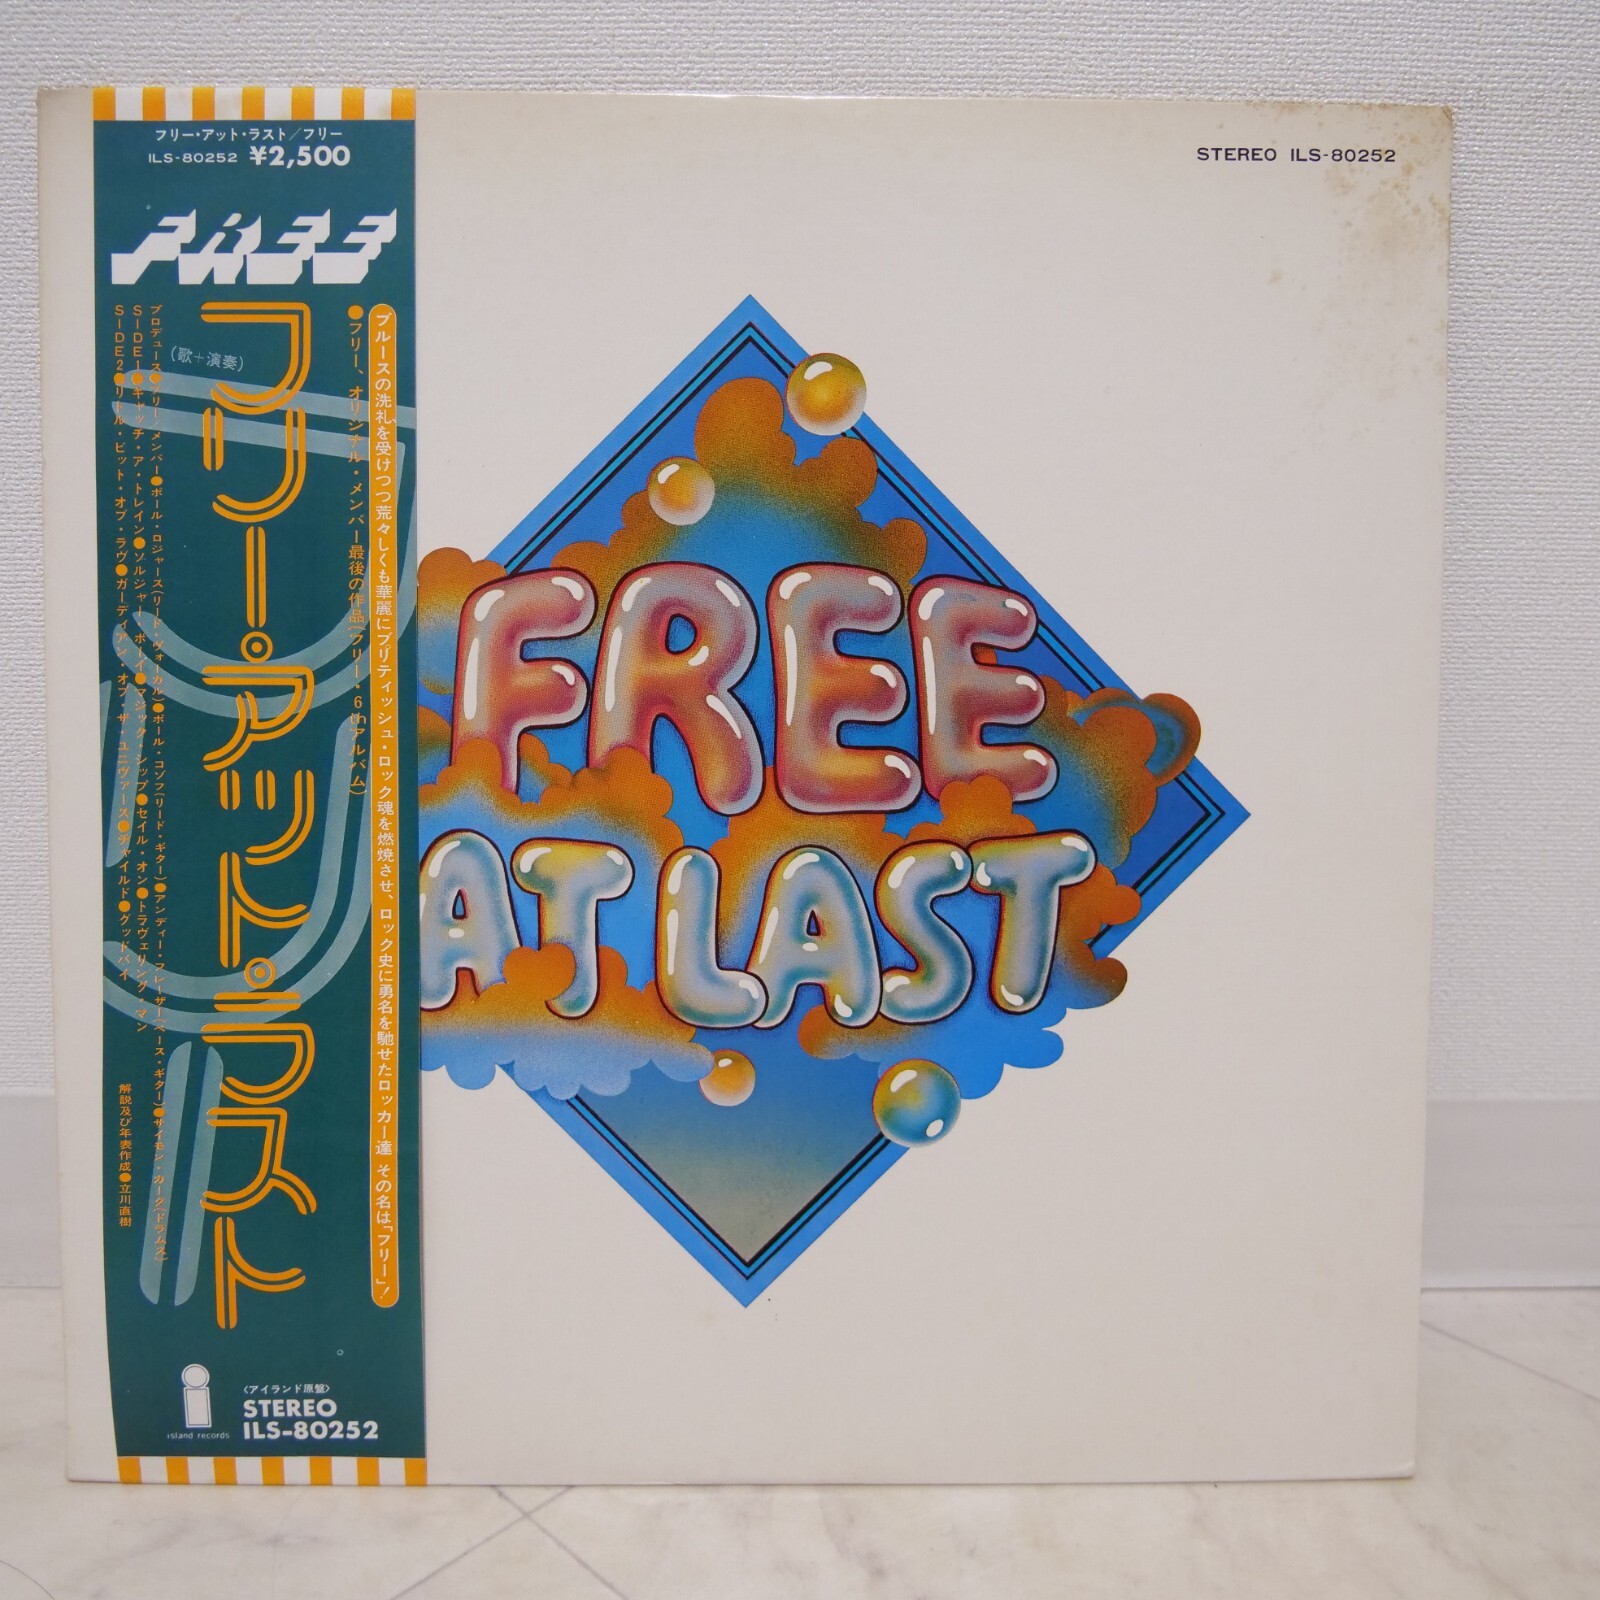 フリー・アット・ラスト／フリー
ILS-80252 ¥2,500
FREE
ブルースの洗礼を受けつつ荒々しくも華麗にブリティッシュ・ロック魂を燃焼させ、ロック史に勇名を馳せたロッカー達 その名は「フリー」！
●フリー、オリジナル・メンバー最後の作品(フリー・6thアルバム)
フリー・アット・ラスト
(歌+演奏)
フリー
プロデュース●フリー/メンバー●ポール・ロジャース(リード・ヴォーカル)●ポール・コゾフ(リード・ギター)●アンディー・フレーザー(ベース・ギター)●サイモン・カーク(ドラムス)
SIDE1●キャッチ・ア・トレイン●ソルジャー・ボーイ●マジック・シップ●セイル・オン●トラヴェリング・マン
SIDE2●リトル・ビット・オブ・ラヴ●ガーディアン・オブ・ザ・ユニヴァース●チャイルド●グッドバイ
解説及び年表作成●立川直樹
island records
〈アイランド原盤〉
STEREO
ILS-80252
STEREO ILS-80252
FREE
AT LAST